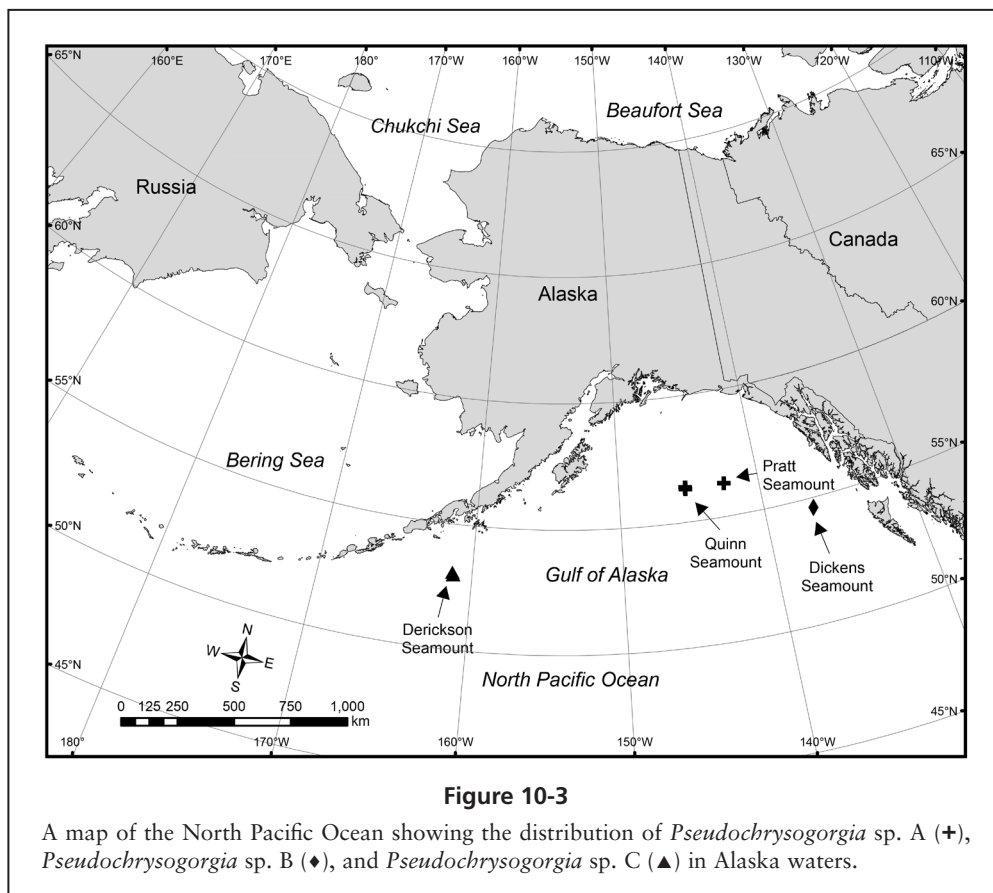 160°E 170°E 180° 170°W 160°W 150°W 140°W 130°W 120°W 110°W
65°N
Chukchi Sea
Beaufort Sea
65°N
Russia
60°N
Canada
Alaska
60°N
55°N
55°N
Bering Sea
Pratt
Seamount
50°N
Quinn
Seamount
Dickens
Seamount
Gulf of Alaska
50°N
Derickson
Seamount
N
W
E
S
45°N
North Pacific Ocean
45°N
0 125 250 500 750 1,000
km
180° 170°W 160°W 150°W 140°W
Figure 10-3
A map of the North Pacific Ocean showing the distribution of Pseudochrysogorgia sp. A (+),
Pseudochrysogorgia sp. B (♦), and Pseudochrysogorgia sp. C (▲) in Alaska waters.